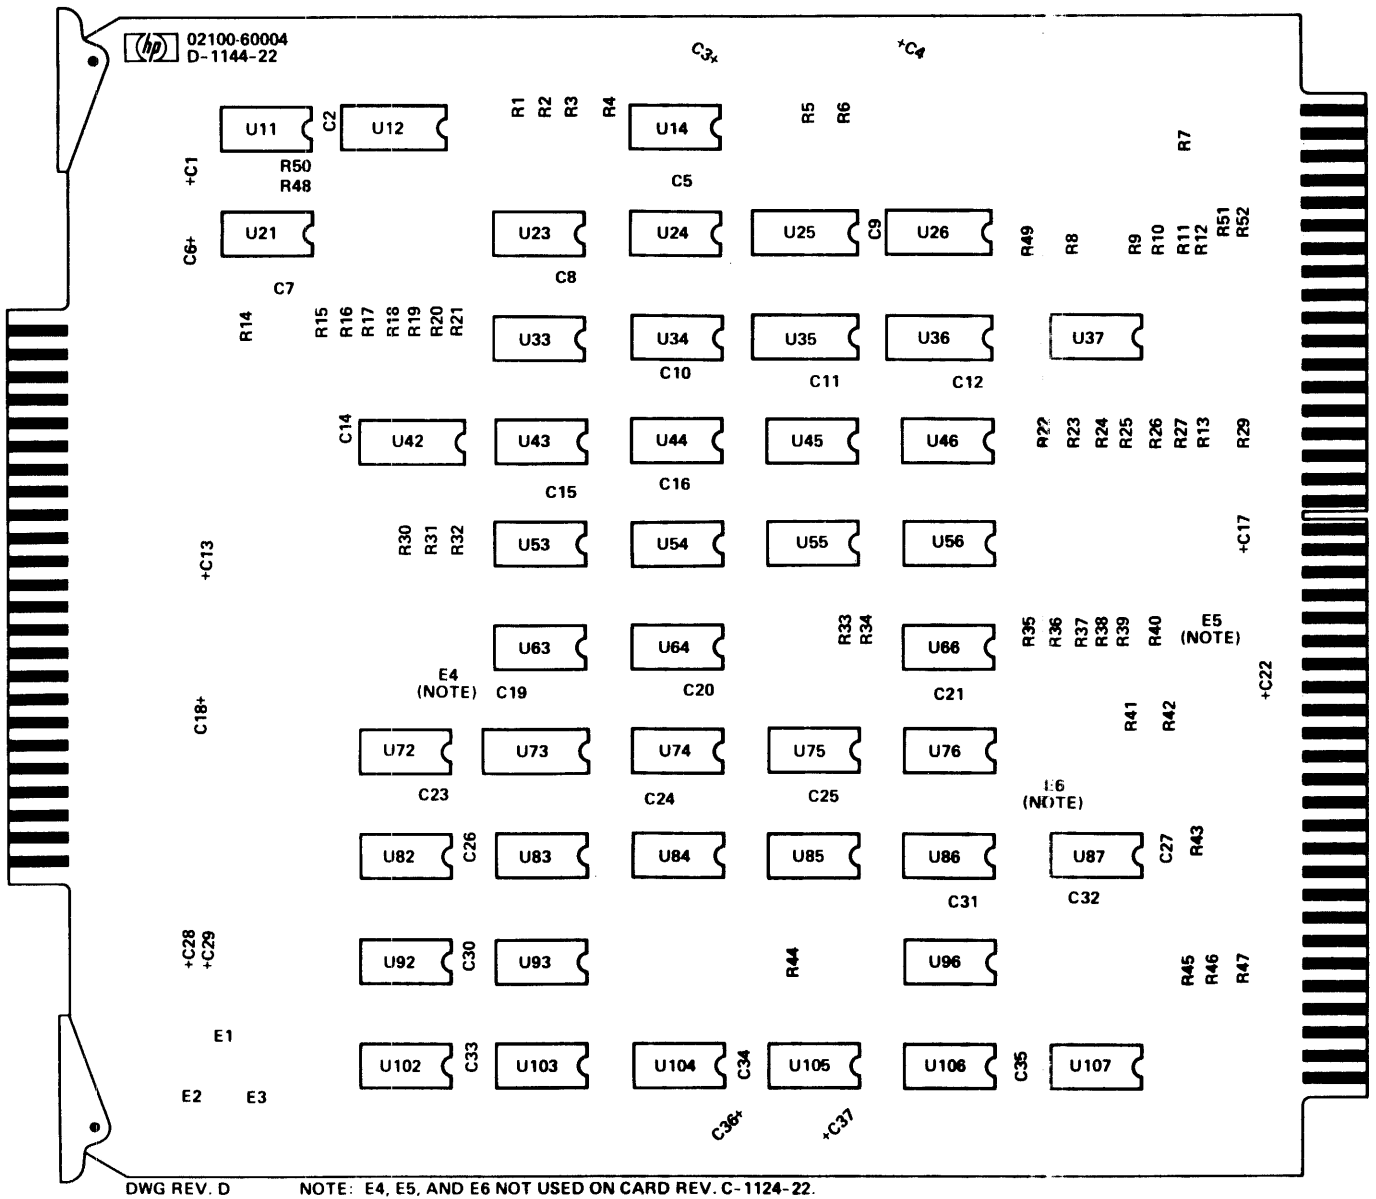 hp 02100-60004
D-1144-22
C3+
+C4
R1
R2
R3
R4
R5
R6
R7
U11
C2
U12
U14
+C1
R50
R48
C5
C6+
U21
U23
U24
U25
C9
U26
R49
R8
R9
R10
R11
R12
R51
R52
C7
C8
R14
R15
R16
R17
R18
R19
R20
R21
U33
U34
U35
U36
U37
C10
C11
C12
C14
U42
U43
U44
U45
U46
R22
R23
R24
R25
R26
R27
R13
R29
C15
C16
+C13
R30
R31
R32
U53
U54
U55
U56
+C17
U63
U64
R33
R34
U66
R35
R36
R37
R38
R39
R40
E5
(NOTE)
E4
(NOTE)
C19
C20
C21
+C22
C18+
R41
R42
U72
U73
U74
U75
U76
C23
C24
C25
E6
(NOTE)
U82
C26
U83
U84
U85
U86
U87
C27
R43
C31
C32
+C28
+C29
U92
C30
U93
R44
U96
R45
R46
R47
E1
U102
C33
U103
U104
C34
U105
U106
C35
U107
E2
E3
C36+
+C37
DWG REV. D
NOTE: E4, E5, AND E6 NOT USED ON CARD REV. C-1124-22.